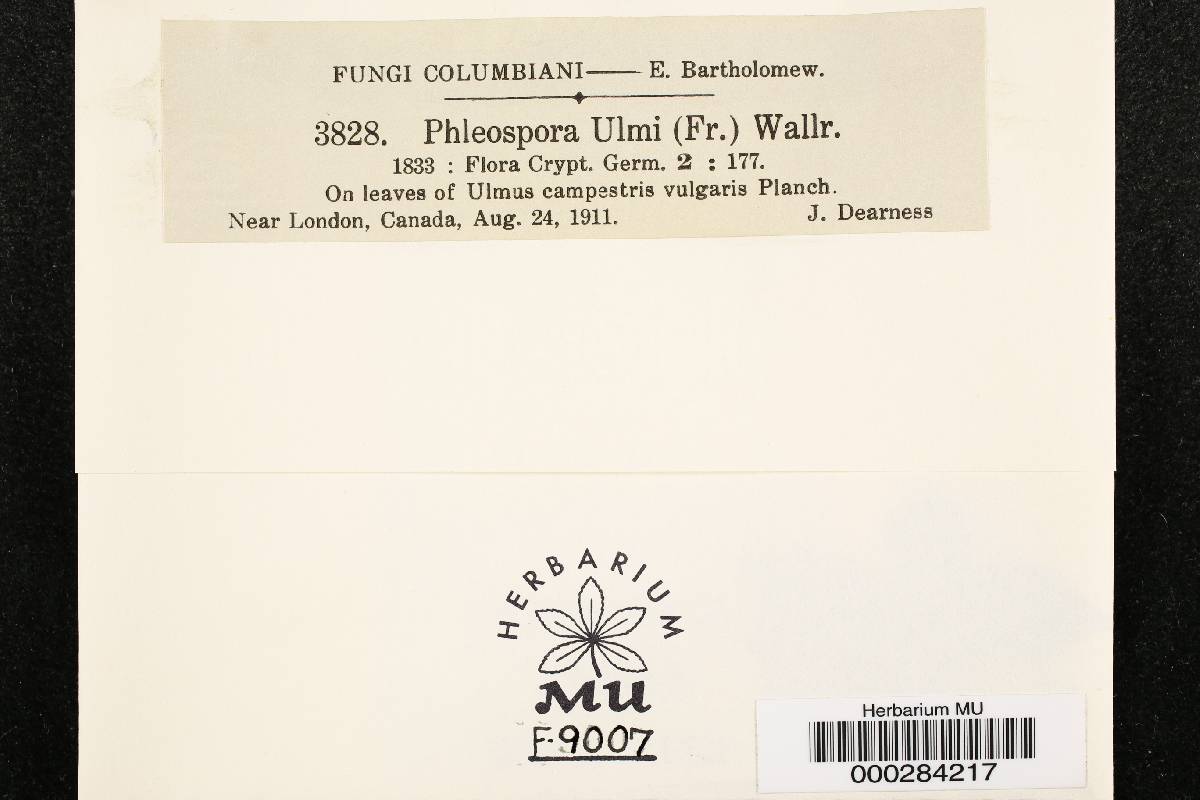 FUNGI COLUMBIANI—— E. Bartholomew.
3828. Phleospora Ulmi (Fr.) Wallr.
1833 : Flora Crypt. Germ. 2 : 177.
On leaves of Ulmus campestris vulgaris Planch.
Near London, Canada, Aug. 24, 1911. J. Dearness
HERBARIUM
MU
F-9007
Herbarium MU
000284217